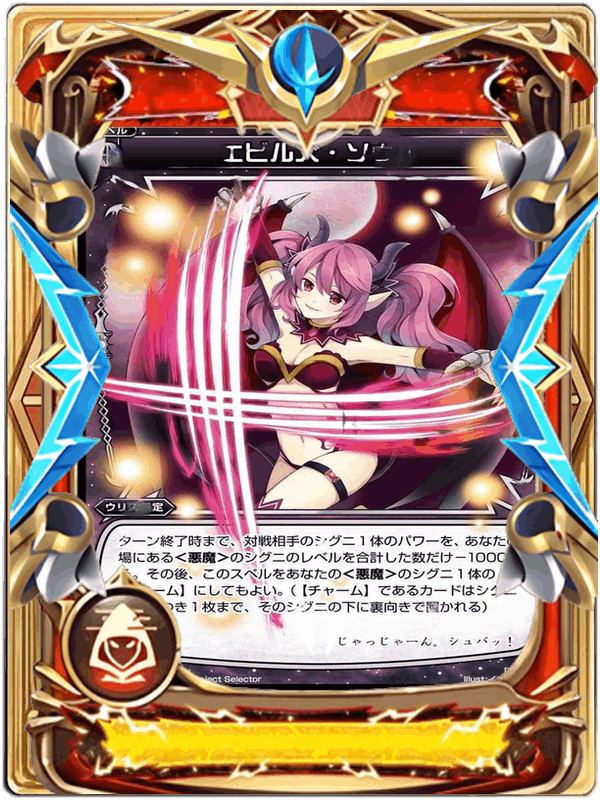 ベル
エビルズ・ソウ
ウリス限定
ターン終了時まで、対戦相手のシグニ1体のパワーを、あなた
場にある<悪魔>のシグニのレベルを合計した数だけ−1000
。その後、このスペルをあなたの<悪魔>のシグニ1体の
ーム】にしてもよい。(【チャーム】であるカードはシグニ
つき1枚まで、そのシグニの下に裏向きで置かれる)
じゃっじゃーん。シュバッ!
lect Selector
Illust: